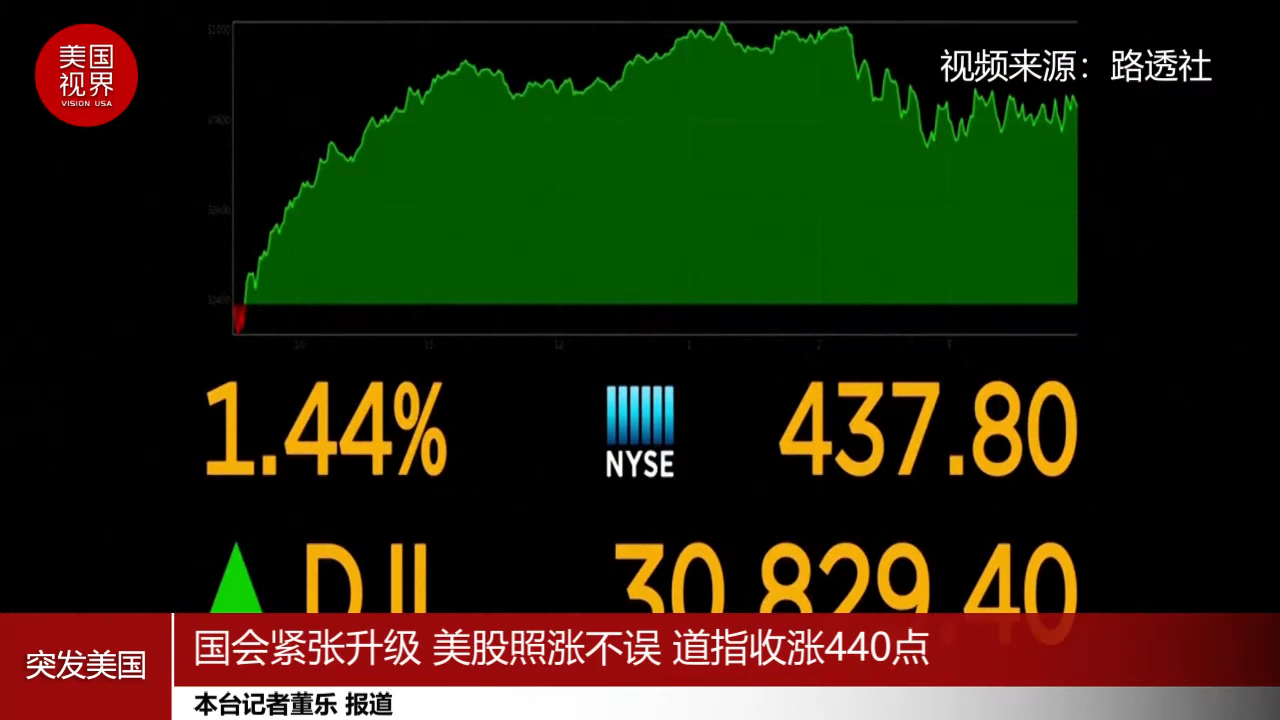 美国
视界
VISION USA
视频来源：路透社
1.44%
NYSE
437.80
DJI
30,829.40
突发美国
国会紧张升级 美股照涨不误 道指收涨440点
本台记者董乐 报道